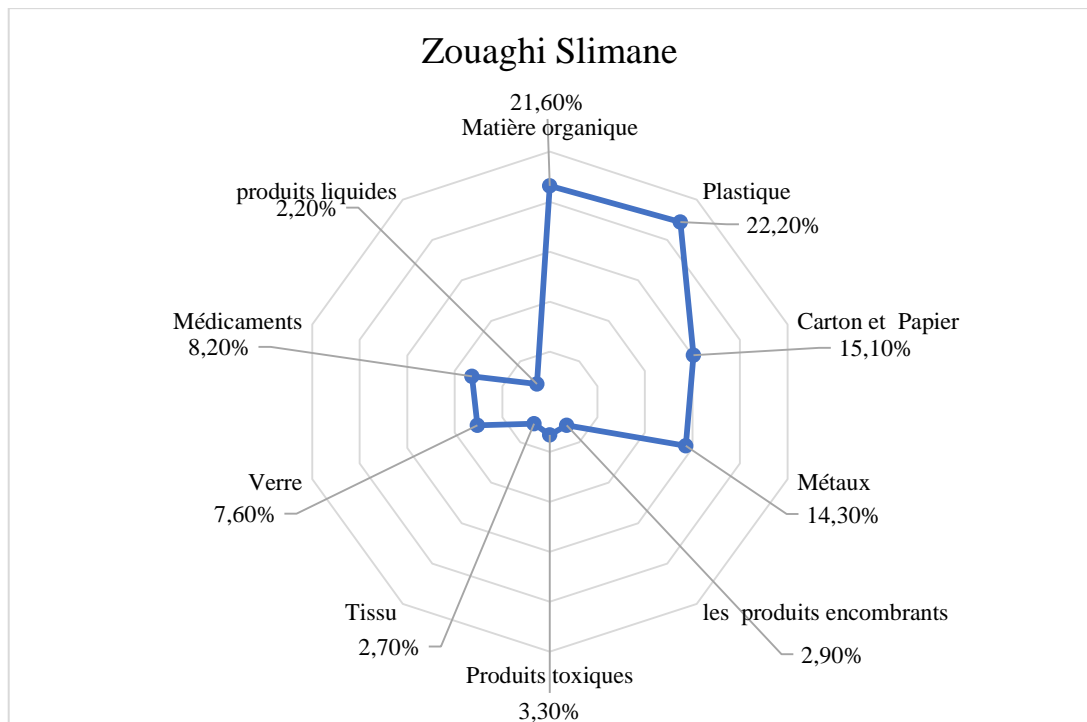 Zouaghi Slimane
21,60%
Matière organique
Plastique
22,20%
Carton et  Papier
15,10%
Métaux
14,30%
les  produits encombrants
2,90%
Produits toxiques
3,30%
Tissu
2,70%
Verre
7,60%
Médicaments
8,20%
produits liquides
2,20%